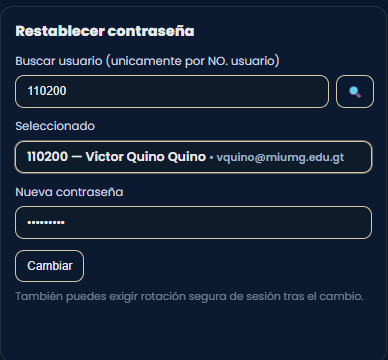 Restablecer contraseña
Buscar usuario (unicamente por NO. usuario)
110200
Seleccionado
110200 — Victor Quino Quino • vquino@miumg.edu.gt
Nueva contraseña
•••••••••
Cambiar
También puedes exigir rotación segura de sesión tras el cambio.